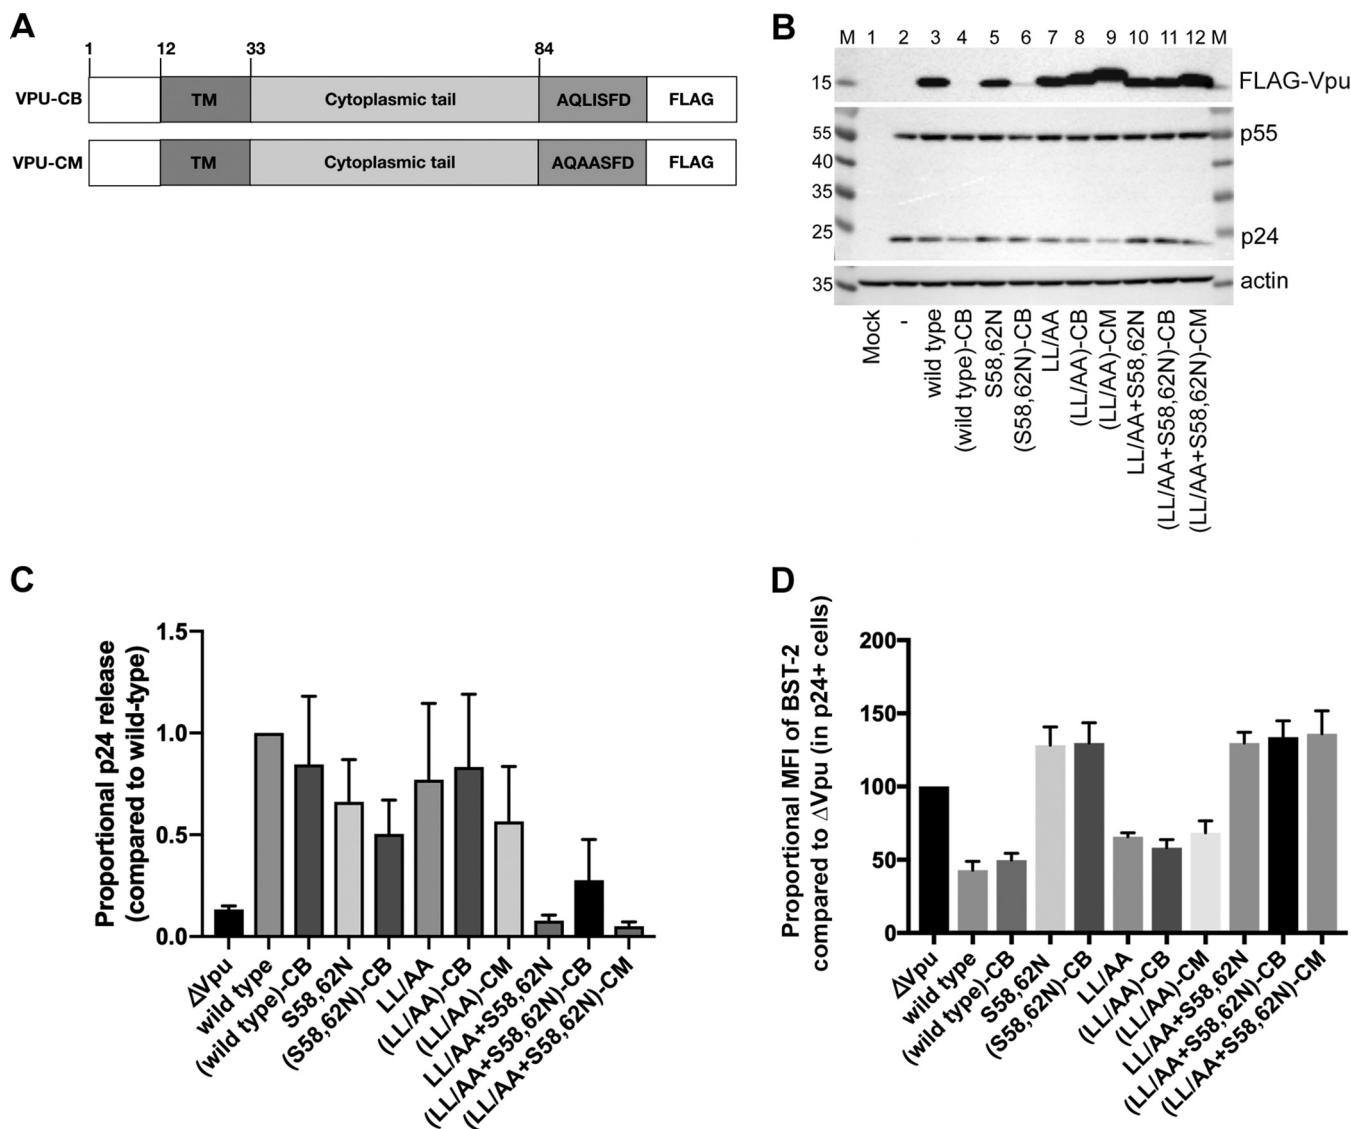 A
1
12
33
84
VPU-CB
TM
Cytoplasmic tail
AQLISFD
FLAG
VPU-CM
TM
Cytoplasmic tail
AQAASFD
FLAG
B
M 1 2 3 4 5 6 7 8 9 10 11 12 M
15
FLAG-Vpu
55
p55
40
35
25
p24
35
actin
Mock
-
wild type
(wild type)-CB
S58,62N
(S58,62N)-CB
LL/AA
(LL/AA)-CB
(LL/AA)-CM
LL/AA+S58,62N
(LL/AA+S58,62N)-CB
(LL/AA+S58,62N)-CM
C
Proportional p24 release
(compared to wild-type)
1.5
1.0
0.5
0.0
ΔVpu
wild type
(wild type)-CB
S58,62N
(S58,62N)-CB
LL/AA
(LL/AA)-CB
(LL/AA)-CM
LL/AA+S58,62N
(LL/AA+S58,62N)-CB
(LL/AA+S58,62N)-CM
D
Proportional MFI of BST-2
compared to ΔVpu (in p24+ cells)
200
150
100
50
0
ΔVpu
wild type
(wild type)-CB
S58,62N
(S58,62N)-CB
LL/AA
(LL/AA)-CB
(LL/AA)-CM
LL/AA+S58,62N
(LL/AA+S58,62N)-CB
(LL/AA+S58,62N)-CM